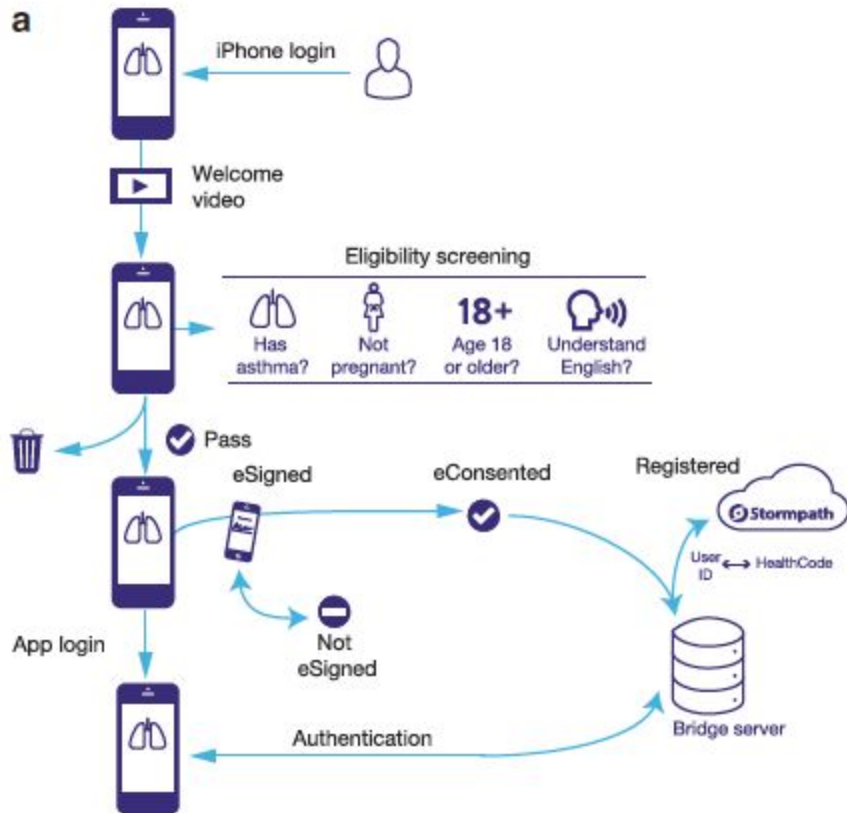 a
iPhone login
Welcome
video
Eligibility screening
18+
Has
asthma?
Not
pregnant?
Age 18
or older?
Understand
English?
Pass
eSigned
eConsented
Registered
Stormpath
User
ID
HealthCode
Not
eSigned
App login
Bridge server
Authentication